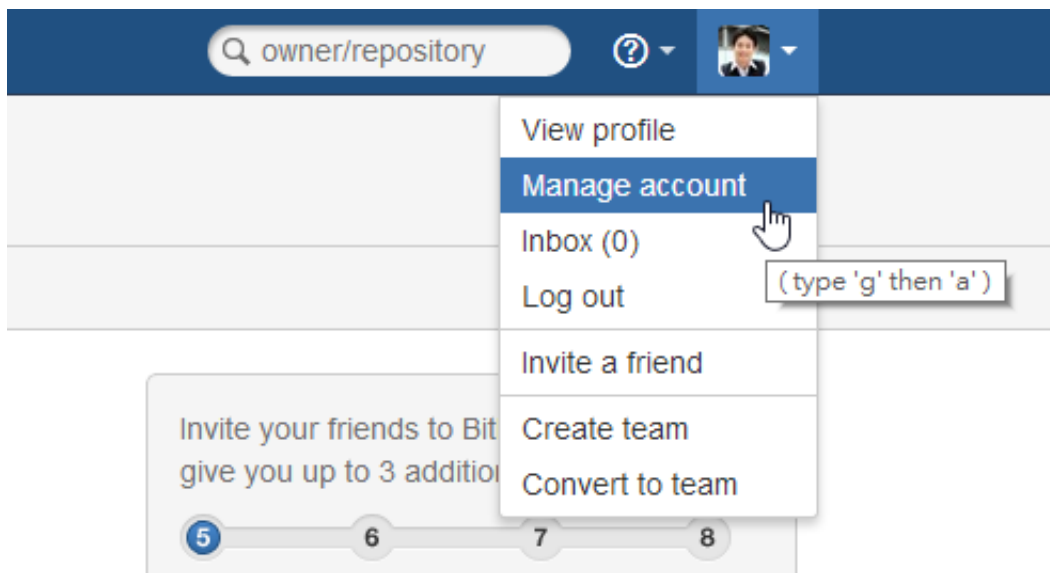 owner/repository
?
View profile
Manage account
Inbox (0)
( type 'g' then 'a' )
Log out
Invite a friend
Invite your friends to Bit
give you up to 3 addition
Create team
Convert to team
5 6 7 8